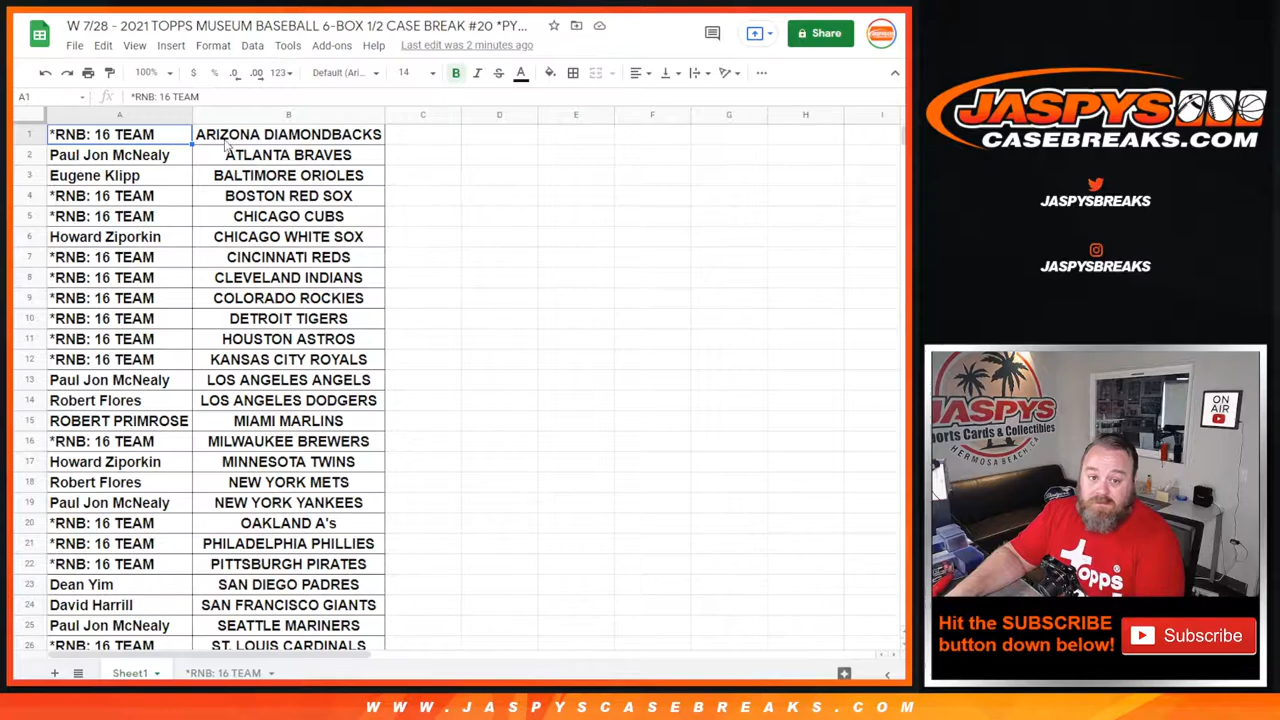 W 7/28 - 2021 TOPPS MUSEUM BASEBALL 6-BOX 1/2 CASE BREAK #20 *PY...
File Edit View Insert Format Data Tools Add-ons Help Last edit was 2 minutes ago
Share
100% $ % .0 .00 123 Default (Ari... 14 B I S A
A1 fx *RNB: 16 TEAM
A B C D E F G H I
1 *RNB: 16 TEAM ARIZONA DIAMONDBACKS
2 Paul Jon McNealy ATLANTA BRAVES
3 Eugene Klipp BALTIMORE ORIOLES
4 *RNB: 16 TEAM BOSTON RED SOX
5 *RNB: 16 TEAM CHICAGO CUBS
6 Howard Ziporkin CHICAGO WHITE SOX
7 *RNB: 16 TEAM CINCINNATI REDS
8 *RNB: 16 TEAM CLEVELAND INDIANS
9 *RNB: 16 TEAM COLORADO ROCKIES
10 *RNB: 16 TEAM DETROIT TIGERS
11 *RNB: 16 TEAM HOUSTON ASTROS
12 *RNB: 16 TEAM KANSAS CITY ROYALS
13 Paul Jon McNealy LOS ANGELES ANGELS
14 Robert Flores LOS ANGELES DODGERS
15 ROBERT PRIMROSE MIAMI MARLINS
16 *RNB: 16 TEAM MILWAUKEE BREWERS
17 Howard Ziporkin MINNESOTA TWINS
18 Robert Flores NEW YORK METS
19 Paul Jon McNealy NEW YORK YANKEES
20 *RNB: 16 TEAM OAKLAND A's
21 *RNB: 16 TEAM PHILADELPHIA PHILLIES
22 *RNB: 16 TEAM PITTSBURGH PIRATES
23 Dean Yim SAN DIEGO PADRES
24 David Harrill SAN FRANCISCO GIANTS
25 Paul Jon McNealy SEATTLE MARINERS
26 *RNB: 16 TEAM ST. LOUIS CARDINALS
Sheet1 *RNB: 16 TEAM
JASPYS
CASEBREAKS.COM
JASPYSBREAKS
JASPYSBREAKS
JASPYS
Sports Cards & Collectibles
HERMOSA BEACH CA
ON
AIR
topps
Hit the SUBSCRIBE
button down below!
Subscribe
WWW.JASPYSCASEBREAKS.COM